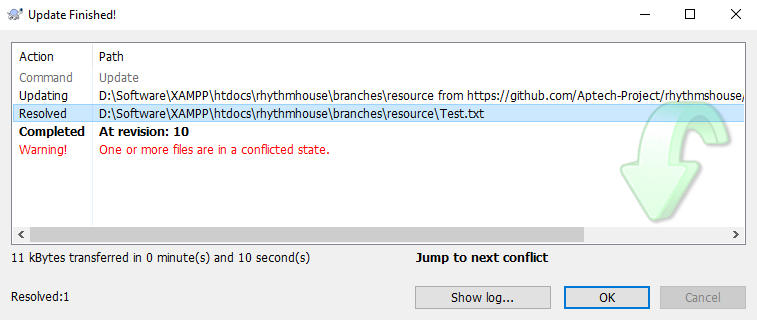 Update Finished!
Action Path
Command Update
Updating D:\Software\XAMPP\htdocs\rhythmhouse\branches\resource from https://github.com/Aptech-Project/rhythmshouse/
Resolved D:\Software\XAMPP\htdocs\rhythmhouse\branches\resource\Test.txt
Completed At revision: 10
Warning! One or more files are in a conflicted state.
11 kBytes transferred in 0 minute(s) and 10 second(s) Jump to next conflict
Resolved:1 Show log... OK Cancel